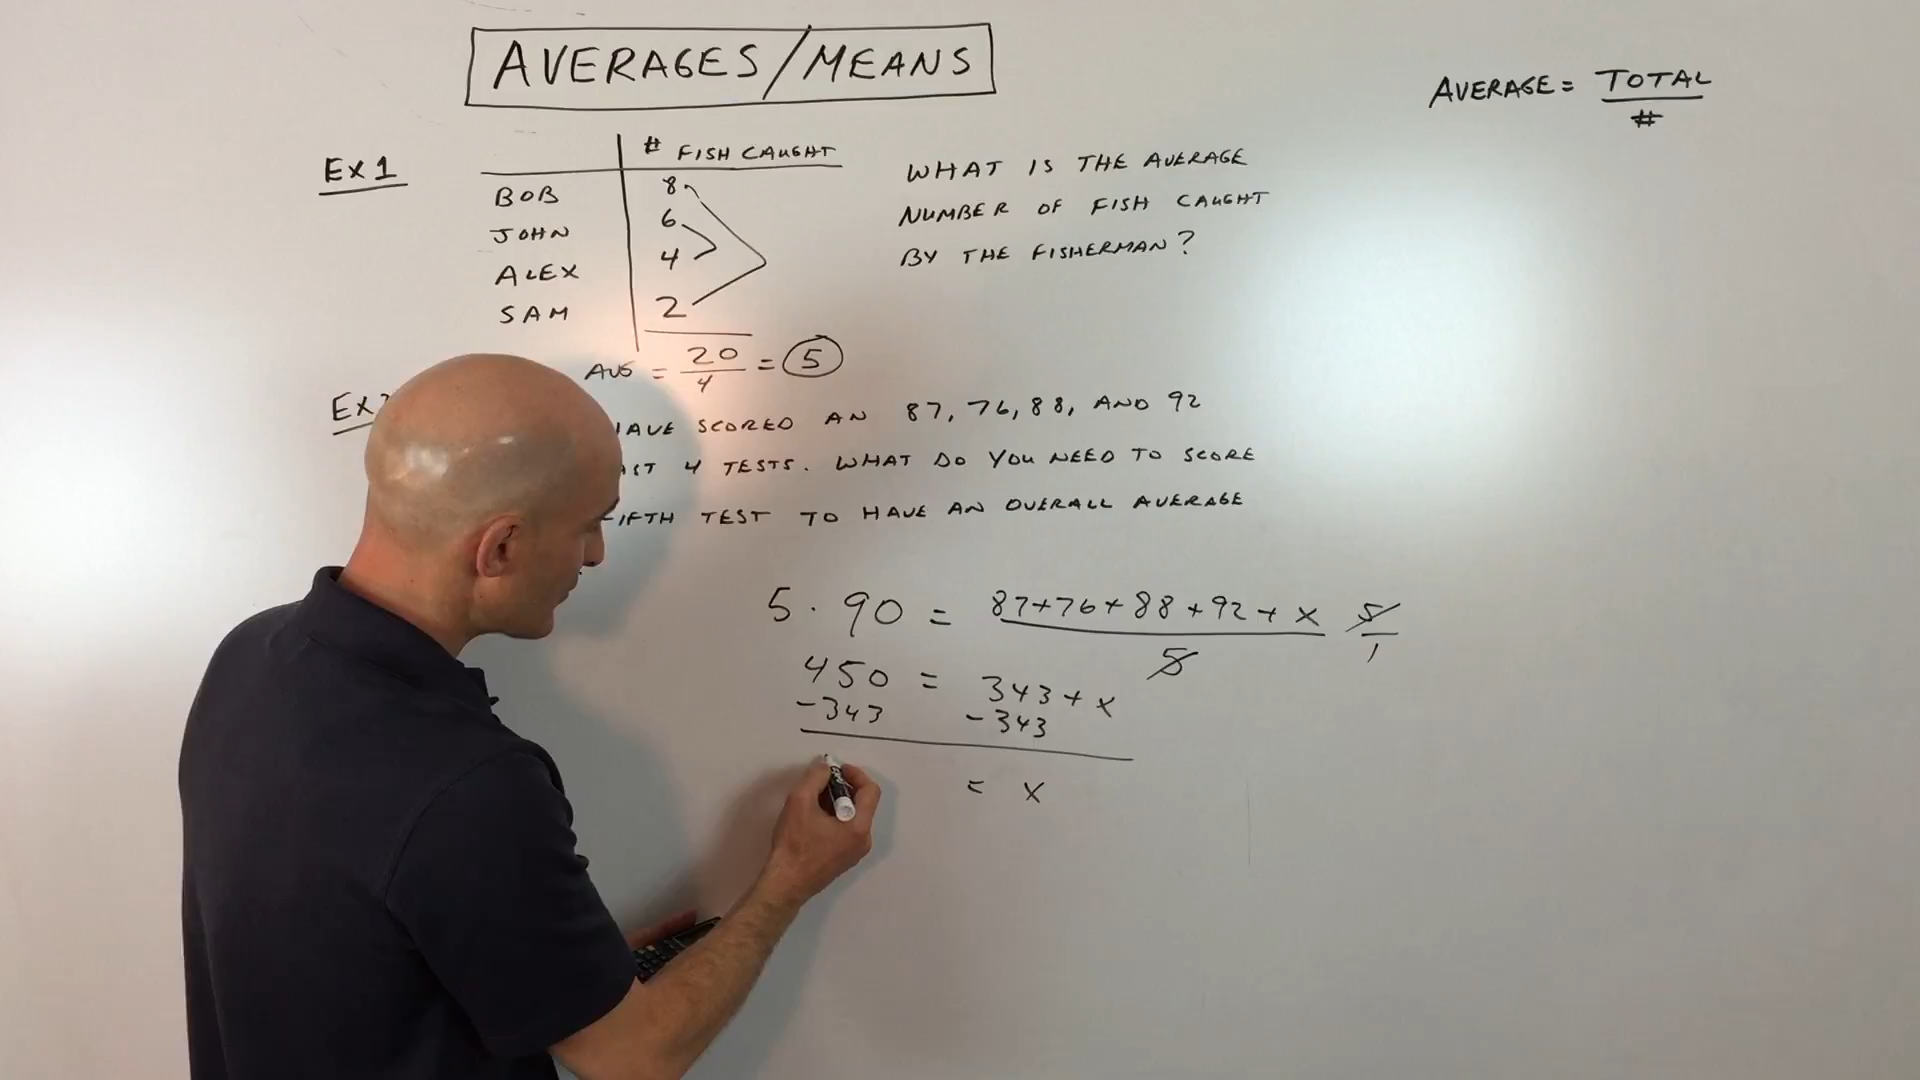 AVERAGES/MEANS
AVERAGE = TOTAL
#
EX 1
# FISH CAUGHT
BOB 8
JOHN 6
ALEX 4
SAM 2
AVG = 20/4 = 5
WHAT IS THE AVERAGE
NUMBER OF FISH CAUGHT
BY THE FISHERMAN?
EX
SCORED AN 87, 76, 88, AND 92
4 TESTS. WHAT DO YOU NEED TO SCORE
TEST TO HAVE AN OVERALL AVERAGE
5 · 90 = 87+76+88+92+x 5
5 1
450 = 343 + x
-343 -343
= x